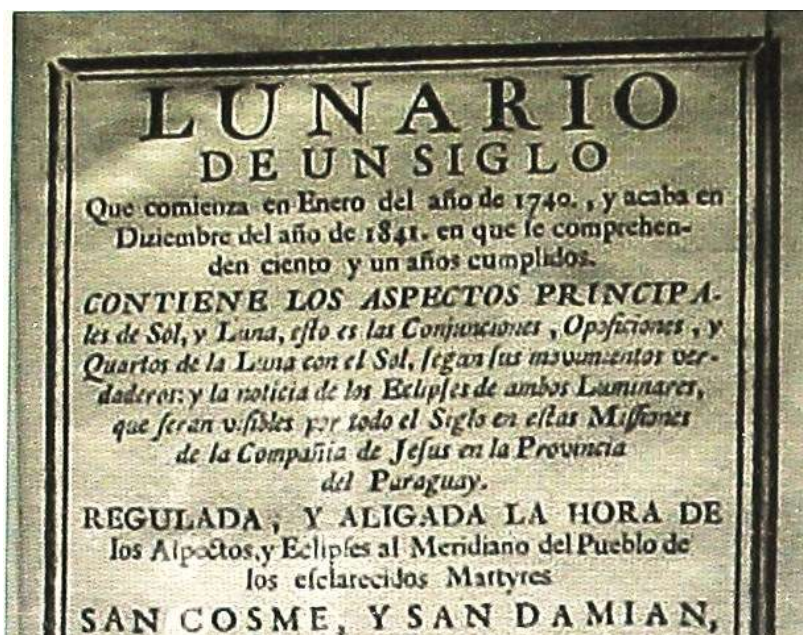 LUNARIO
DE UN SIGLO
Que comienza en Enero del año de 1740. , y acaba en
Diziembre del año de 1841. en que ſe comprehen-
den ciento y un años cumplidos.
CONTIENE LOS ASPECTOS PRINCIPA-
les de Sol, y Luna, eſto es las Conjunciones , Opoſiciones , y
Quartos de la Luna con el Sol, ſegun ſus movimientos ver-
daderos: y la noticia de los Eclipſes de ambos Luminares,
que ſeran viſibles por todo el Siglo en eſtas Miſſiones
de la Compañia de Jeſus en la Provincia
del Paraguay.
REGULADA, Y ALIGADA LA HORA DE
los Aſpectos, y Eclipſes al Meridiano del Pueblo de
los eſclarecidos Martyres
SAN COSME, Y SAN DAMIAN,